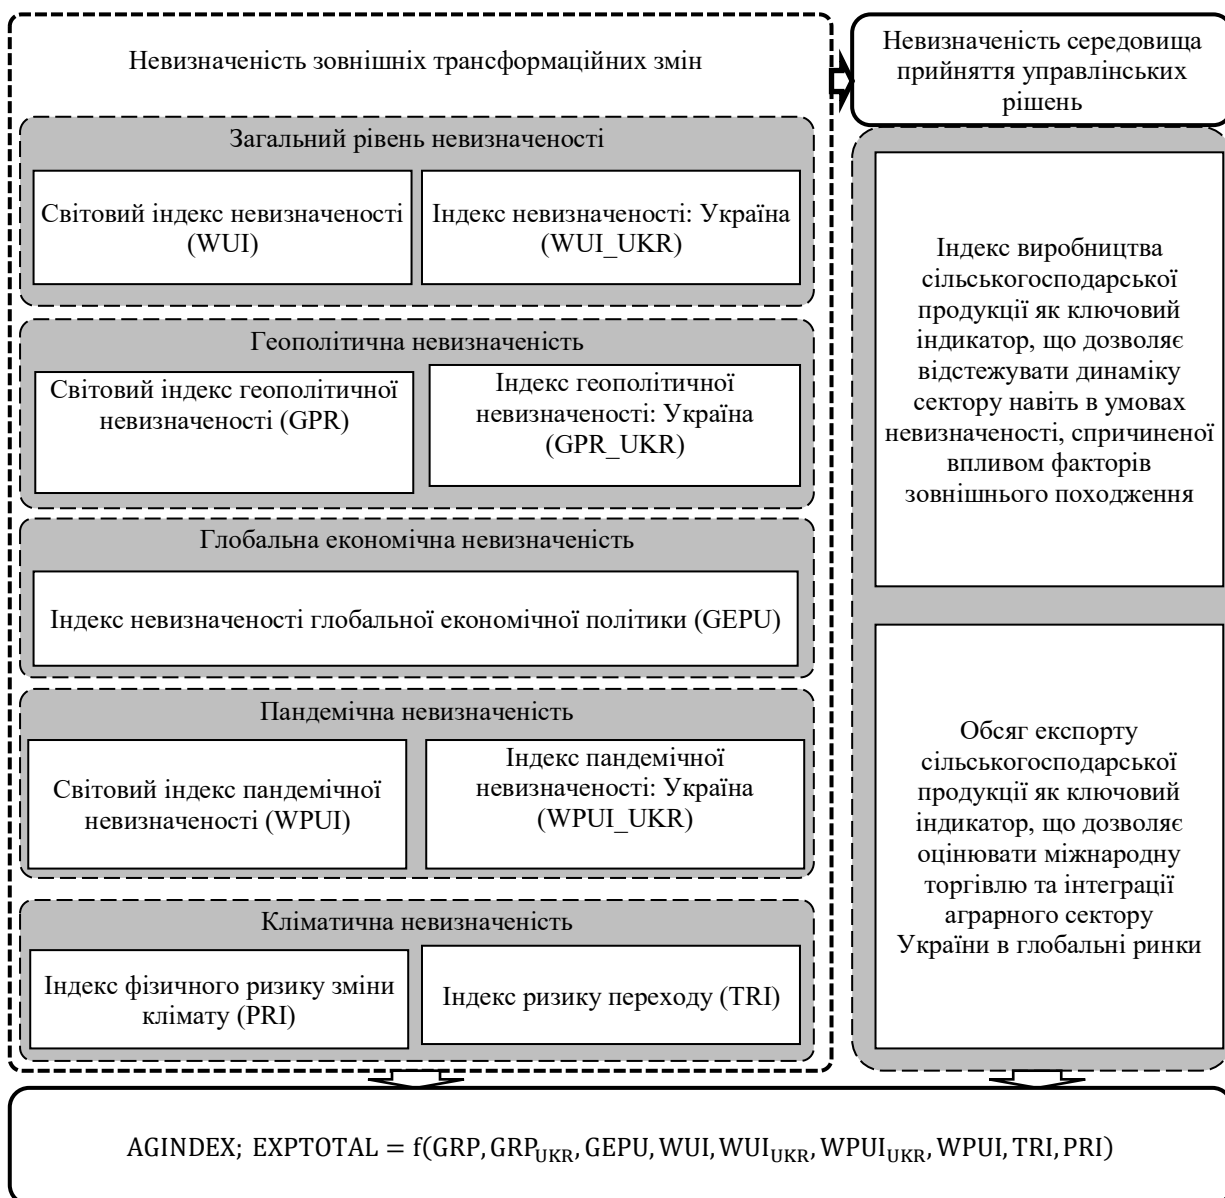 Невизначеність зовнішніх трансформаційних змін
Невизначеність середовища
прийняття управлінських
рішень
Загальний рівень невизначеності
Світовий індекс невизначеності
(WUI)
Індекс невизначеності: Україна
(WUI_UKR)
Геополітична невизначеність
Світовий індекс геополітичної
невизначеності (GPR)
Індекс геополітичної
невизначеності: Україна
(GPR_UKR)
Глобальна економічна невизначеність
Індекс невизначеності глобальної економічної політики (GEPU)
Пандемічна невизначеність
Світовий індекс пандемічної
невизначеності (WPUI)
Індекс пандемічної
невизначеності: Україна
(WPUI_UKR)
Кліматична невизначеність
Індекс фізичного ризику зміни
клімату (PRI)
Індекс ризику переходу (TRI)
Індекс виробництва
сільськогосподарської
продукції як ключовий
індикатор, що дозволяє
відстежувати динаміку
сектору навіть в умовах
невизначеності, спричиненої
впливом факторів
зовнішнього походження
Обсяг експорту
сільськогосподарської
продукції як ключовий
індикатор, що дозволяє
оцінювати міжнародну
торгівлю та інтеграції
аграрного сектору
України в глобальні ринки
AGINDEX; EXPTOTAL = f(GRP, GRP_UKR, GEPU, WUI, WUI_UKR, WPUI_UKR, WPUI, TRI, PRI)